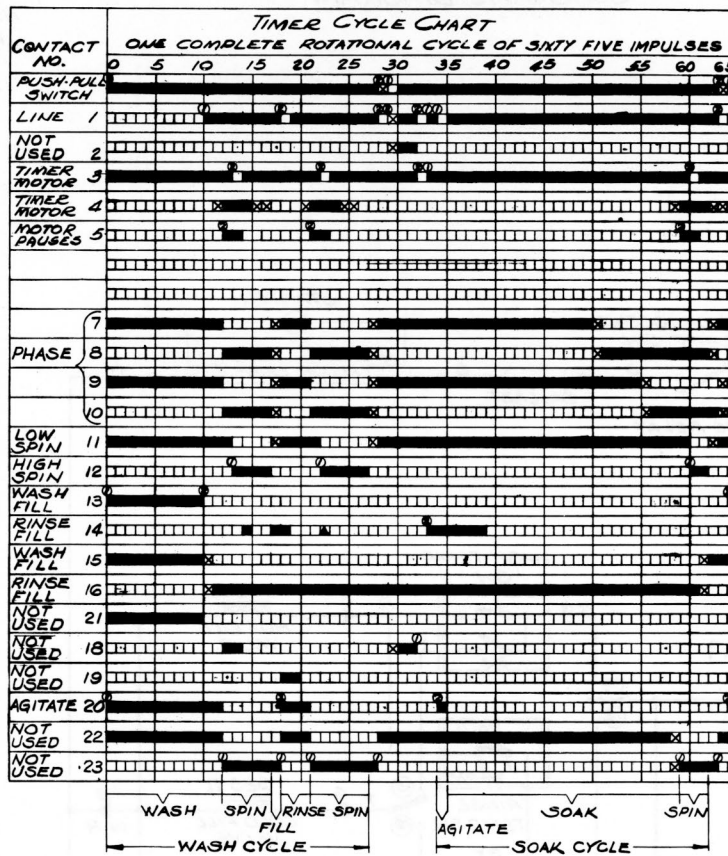 TIMER CYCLE CHART
ONE COMPLETE ROTATIONAL CYCLE OF SIXTY FIVE IMPULSES
CONTACT NO.
0 5 10 15 20 25 30 35 40 45 50 55 60 65
PUSH-PULL SWITCH
LINE 1
NOT USED 2
TIMER MOTOR 3
TIMER MOTOR 4
MOTOR PAUSES 5
PHASE
7
8
9
10
LOW SPIN 11
HIGH SPIN 12
WASH FILL 13
RINSE FILL 14
WASH FILL 15
RINSE FILL 16
NOT USED 21
NOT USED 18
NOT USED 19
AGITATE 20
NOT USED 22
NOT USED 23
WASH SPIN RINSE SPIN SOAK SPIN
FILL AGITATE
WASH CYCLE SOAK CYCLE